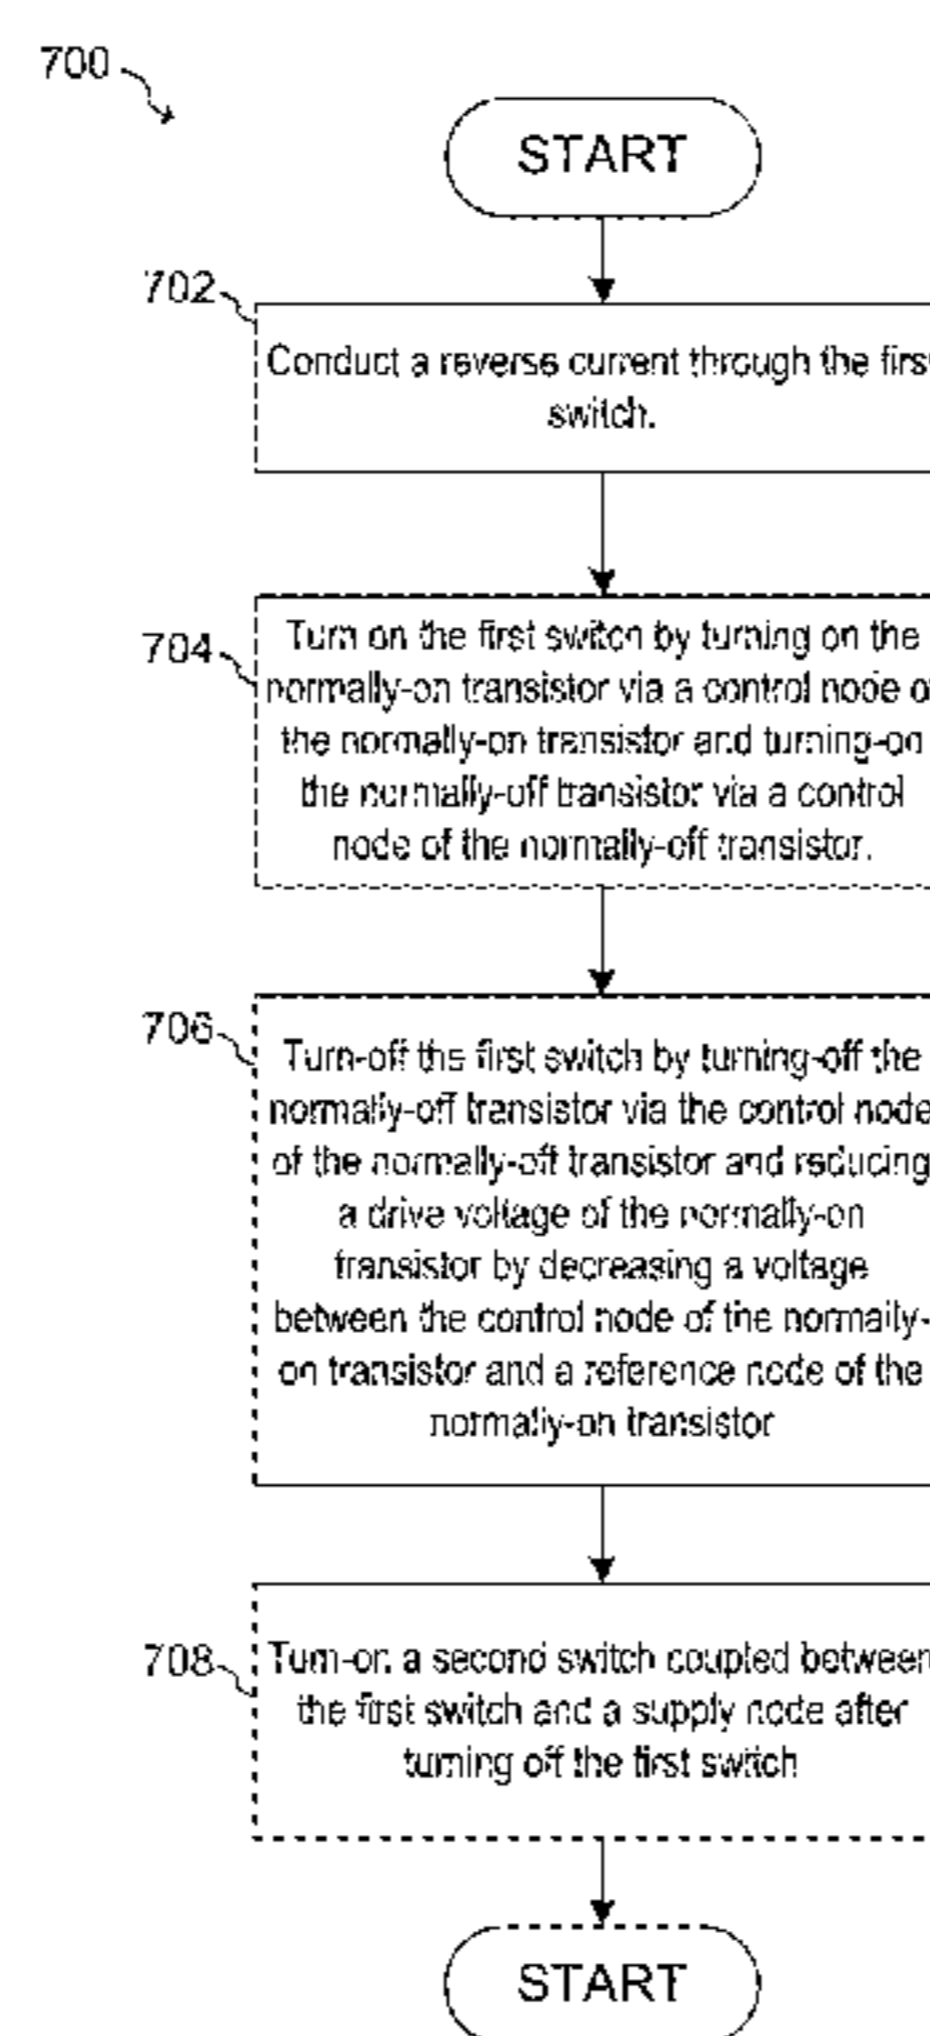 700
START
702
Conduct a reverse current through the first
switch.
704
Turn on the first switch by turning on the
normally-on transistor via a control node of
the normally-on transistor and turning-on
the normally-off transistor via a control
node of the normally-off transistor.
706
Turn-off the first switch by turning-off the
normally-off transistor via the control node
of the normally-off transistor and reducing
a drive voltage of the normally-on
transistor by decreasing a voltage
between the control node of the normally-
on transistor and a reference node of the
normally-on transistor
708
Turn-on a second switch coupled between
the first switch and a supply node after
turning off the first switch
START